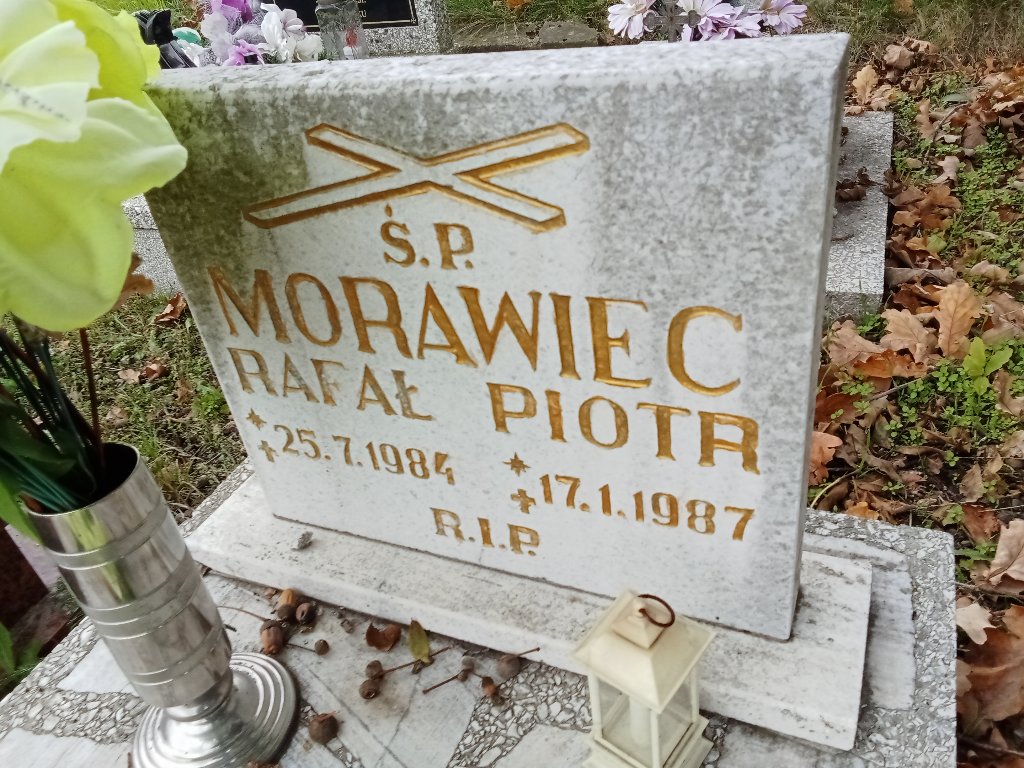 Ś.P.
MORAWIEC
RAFAŁ PIOTR
*
+ 25.7.1984
*
+ 17.1.1987
R.I.P.